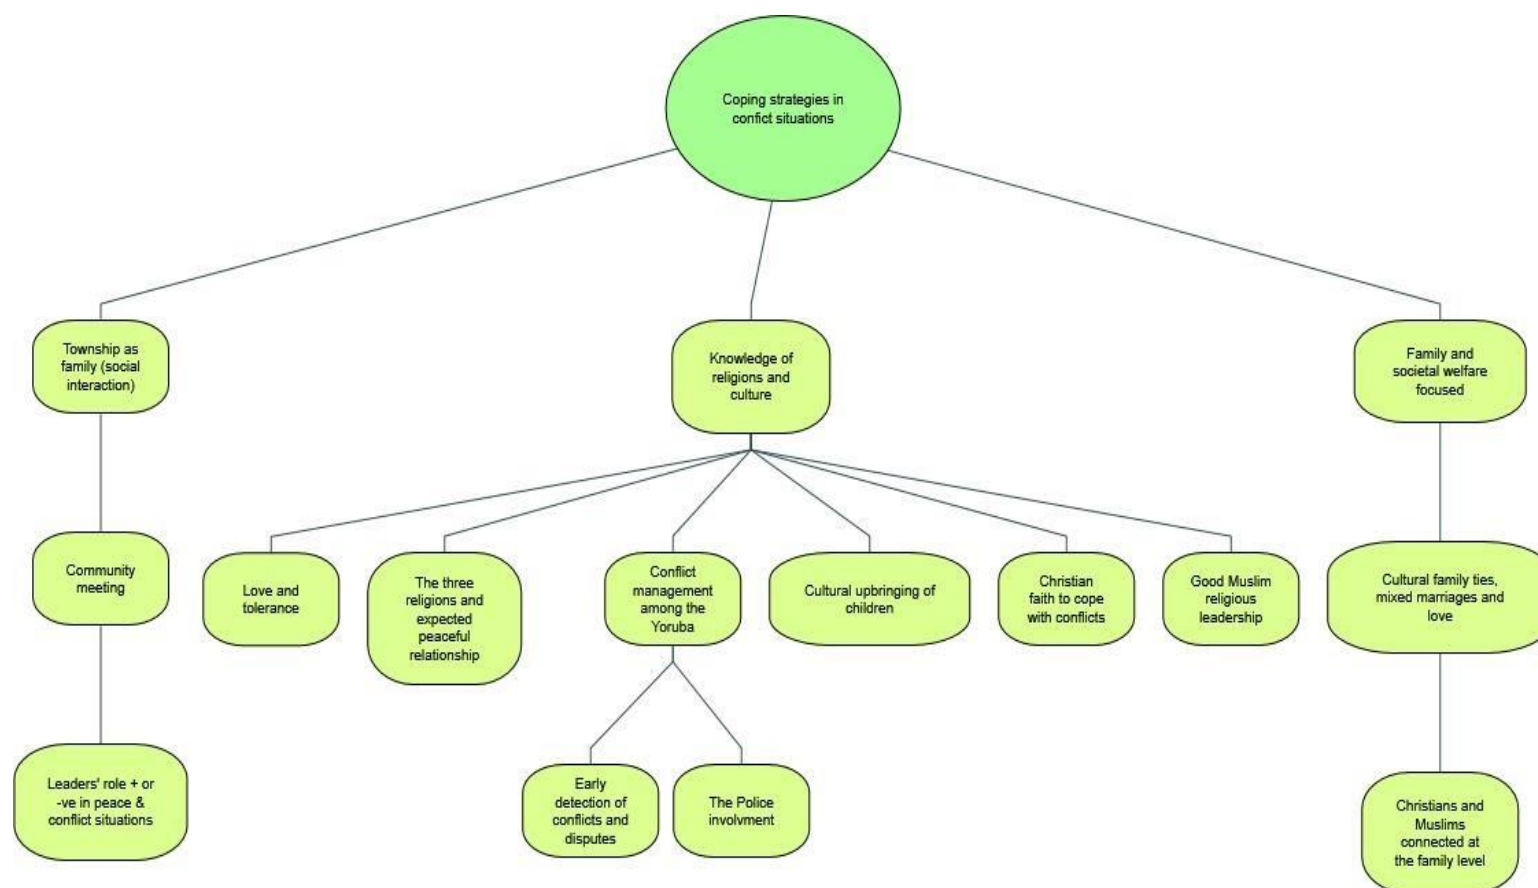 Coping strategies in
confict situations
Township as
family (social
interaction)
Knowledge of
religions and
culture
Family and
societal welfare
focused
Community
meeting
Love and
tolerance
The three
religions and
expected
peaceful
relationship
Conflict
management
among the
Yoruba
Cultural upbringing of
children
Christian
faith to cope
with conflicts
Good Muslim
religious
leadership
Cultural family ties,
mixed marriages and
love
Leaders' role + or
-ve in peace &
conflict situations
Early
detection of
conflicts and
disputes
The Police
involvment
Christians and
Muslims
connected at
the family level